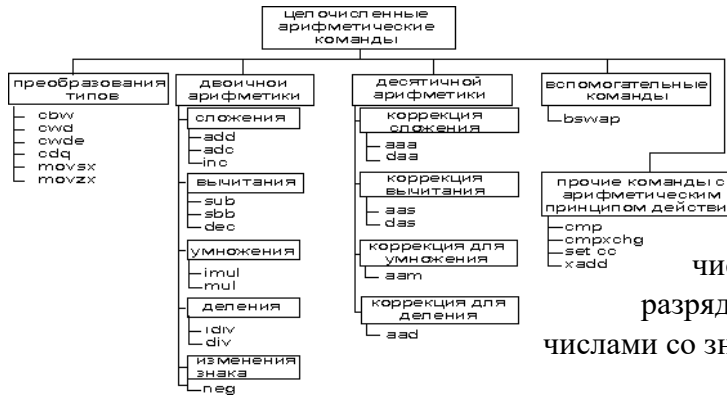 целочисленные
арифметические
команды
преобразования
типов
cbw
cwd
cwde
cdq
movsx
movzx
двоичной
арифметики
сложения
add
adc
inc
вычитания
sub
sbb
dec
умножения
imul
mul
деления
idiv
div
изменения
знака
neg
десятичной
арифметики
коррекция
сложения
aaa
daa
коррекция
вычитания
aas
das
коррекция для
умножения
aam
коррекция для
деления
aad
вспомогательные
команды
bswap
прочие команды с
арифметическим
принципом действи
cmp
cmpxchg
set cc
xadd
чис
разряд
числами со зн